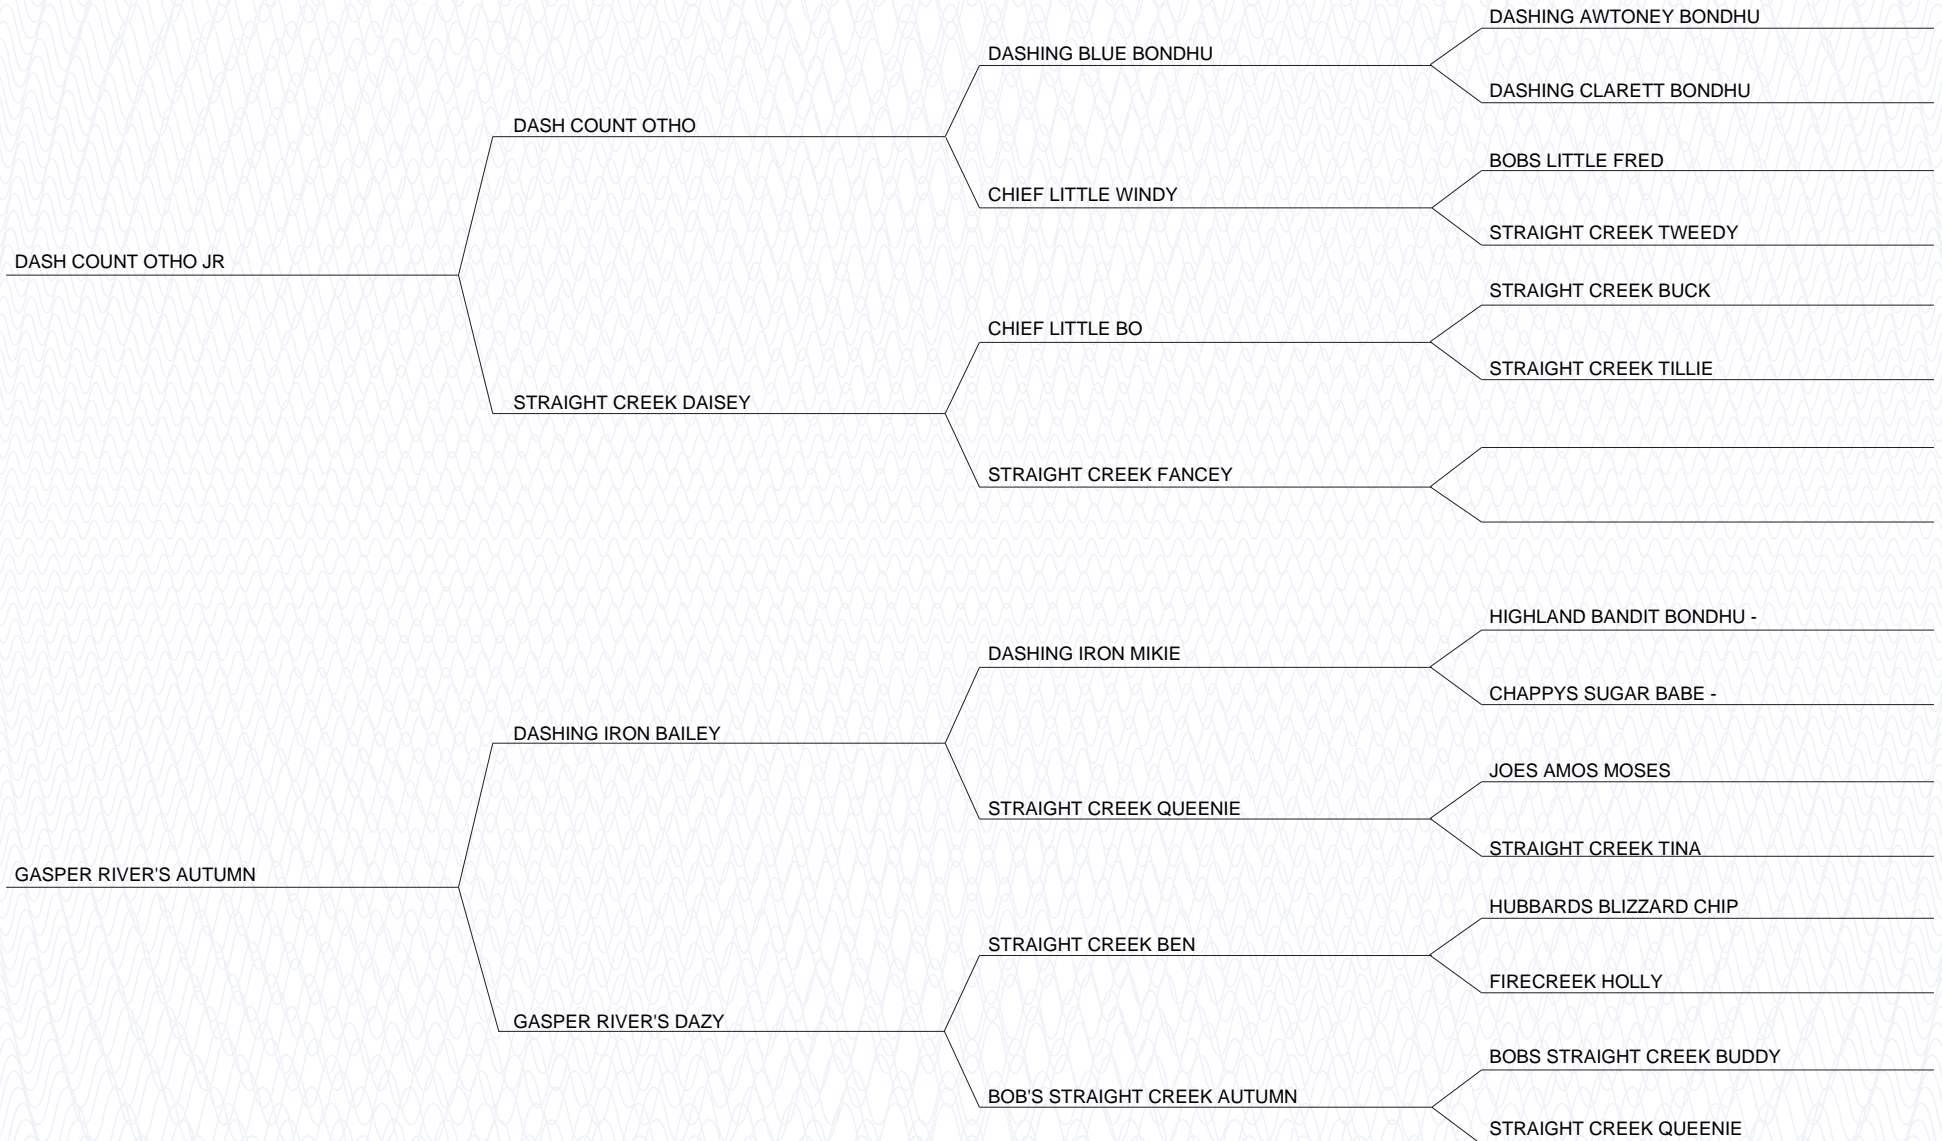 DASHING AWTONEY BONDHU
DASHING BLUE BONDHU
DASHING CLARETT BONDHU
DASH COUNT OTHO
BOBS LITTLE FRED
CHIEF LITTLE WINDY
STRAIGHT CREEK TWEEDY
DASH COUNT OTHO JR
STRAIGHT CREEK BUCK
CHIEF LITTLE BO
STRAIGHT CREEK TILLIE
STRAIGHT CREEK DAISEY
STRAIGHT CREEK FANCEY
HIGHLAND BANDIT BONDHU -
DASHING IRON MIKIE
CHAPPYS SUGAR BABE -
DASHING IRON BAILEY
JOES AMOS MOSES
STRAIGHT CREEK QUEENIE
STRAIGHT CREEK TINA
GASPER RIVER'S AUTUMN
HUBBARDS BLIZZARD CHIP
STRAIGHT CREEK BEN
FIRECREEK HOLLY
GASPER RIVER'S DAZY
BOBS STRAIGHT CREEK BUDDY
BOB'S STRAIGHT CREEK AUTUMN
STRAIGHT CREEK QUEENIE